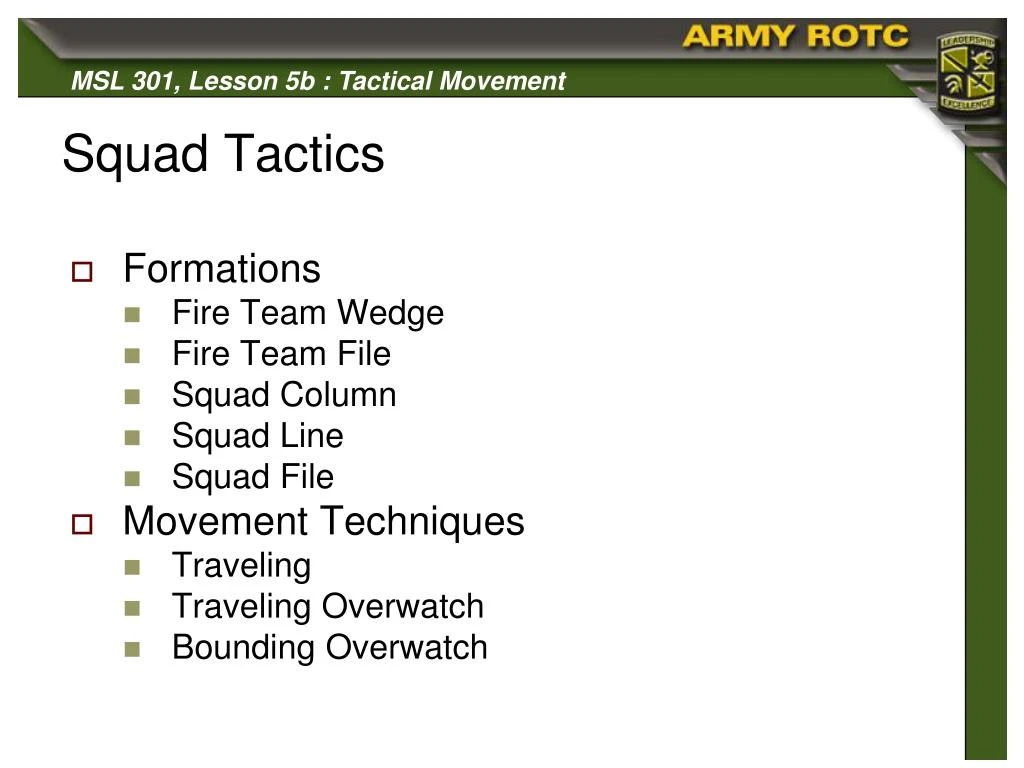 ARMY ROTC
LEADERSHIP
EXCELLENCE
MSL 301, Lesson 5b : Tactical Movement
Squad Tactics
Formations
Fire Team Wedge
Fire Team File
Squad Column
Squad Line
Squad File
Movement Techniques
Traveling
Traveling Overwatch
Bounding Overwatch